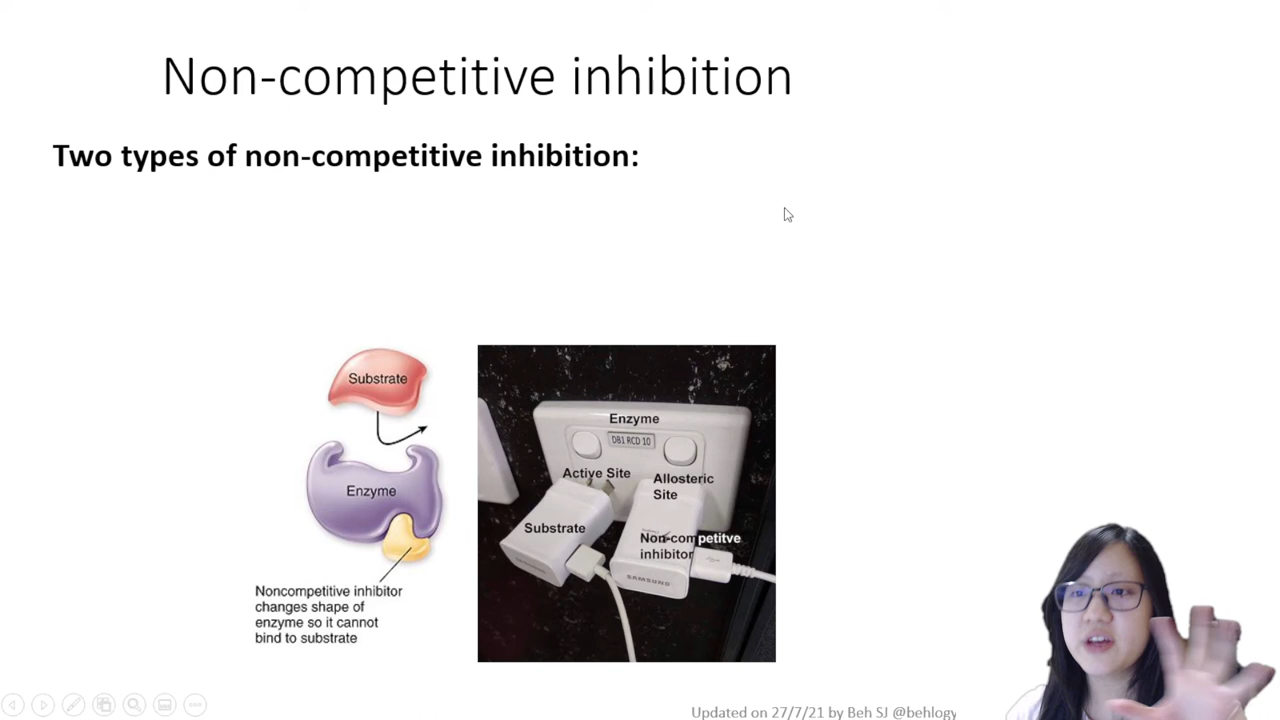 Non-competitive inhibition
Two types of non-competitive inhibition:
Substrate
Enzyme
Noncompetitive inhibitor
changes shape of
enzyme so it cannot
bind to substrate
Enzyme
DB1 RCD 10
Active Site
Allosteric
Site
Substrate
Non-competitve
inhibitor
SAMSUNG
Updated on 27/7/21 by Beh SJ @behlogy